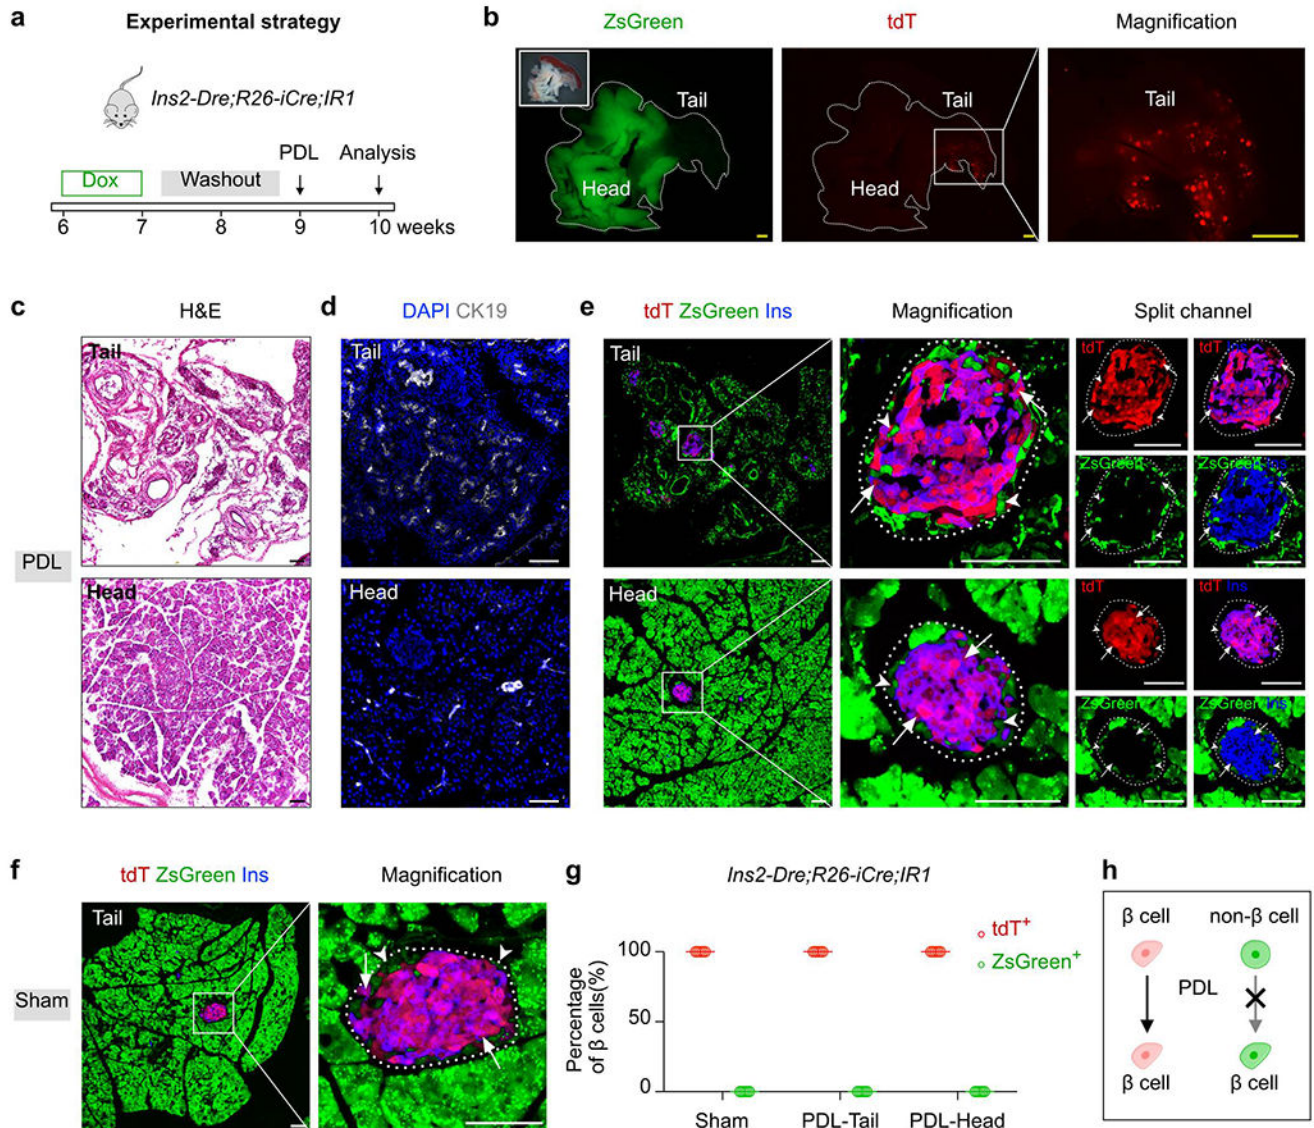 a
Experimental strategy
Ins2-Dre;R26-iCre;IR1
PDL Analysis
Dox Washout
6 7 8 9 10 weeks
b
ZsGreen tdT Magnification
Tail Tail Tail
Head Head
c H&E
d DAPI CK19
e tdT ZsGreen Ins Magnification Split channel
PDL
Tail Tail Tail tdT tdT Ins
ZsGreen ZsGreen Ins
Head Head Head tdT tdT Ins
ZsGreen ZsGreen Ins
f tdT ZsGreen Ins Magnification
Sham
Tail
g Ins2-Dre;R26-iCre;IR1
Percentage
of β cells(%)
100
50
0
tdT+
ZsGreen+
Sham PDL-Tail PDL-Head
h
β cell non-β cell
PDL
β cell β cell